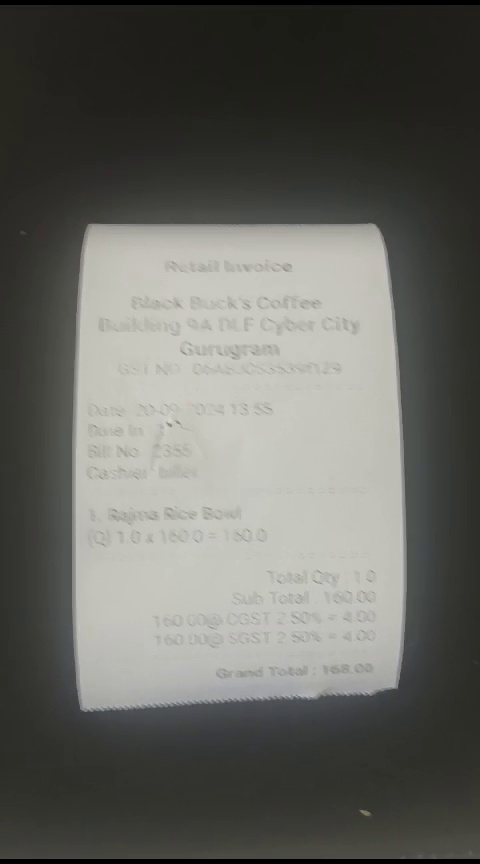 Retail Invoice
Black Buck's Coffee
Building 9A DLF Cyber City
Gurugram
GST NO
Date 20-09-2024 13:55
Dine In
Bill No 2355
Cashier biller
1. Rajma Rice Bowl
(Q) 1.0 x 160.0 = 160.0
Total Qty : 1.0
Sub Total : 160.00
160.00@ CGST 2.50% = 4.00
160.00@ SGST 2.50% = 4.00
Grand Total : 168.00